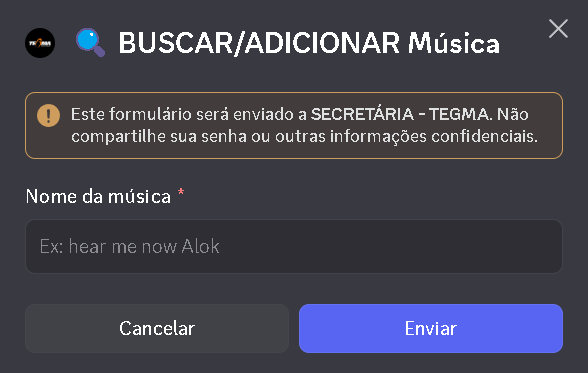 BUSCAR/ADICIONAR Música
Este formulário será enviado a SECRETÁRIA - TEGMA. Não
compartilhe sua senha ou outras informações confidenciais.
Nome da música *
Ex: hear me now Alok
Cancelar
Enviar